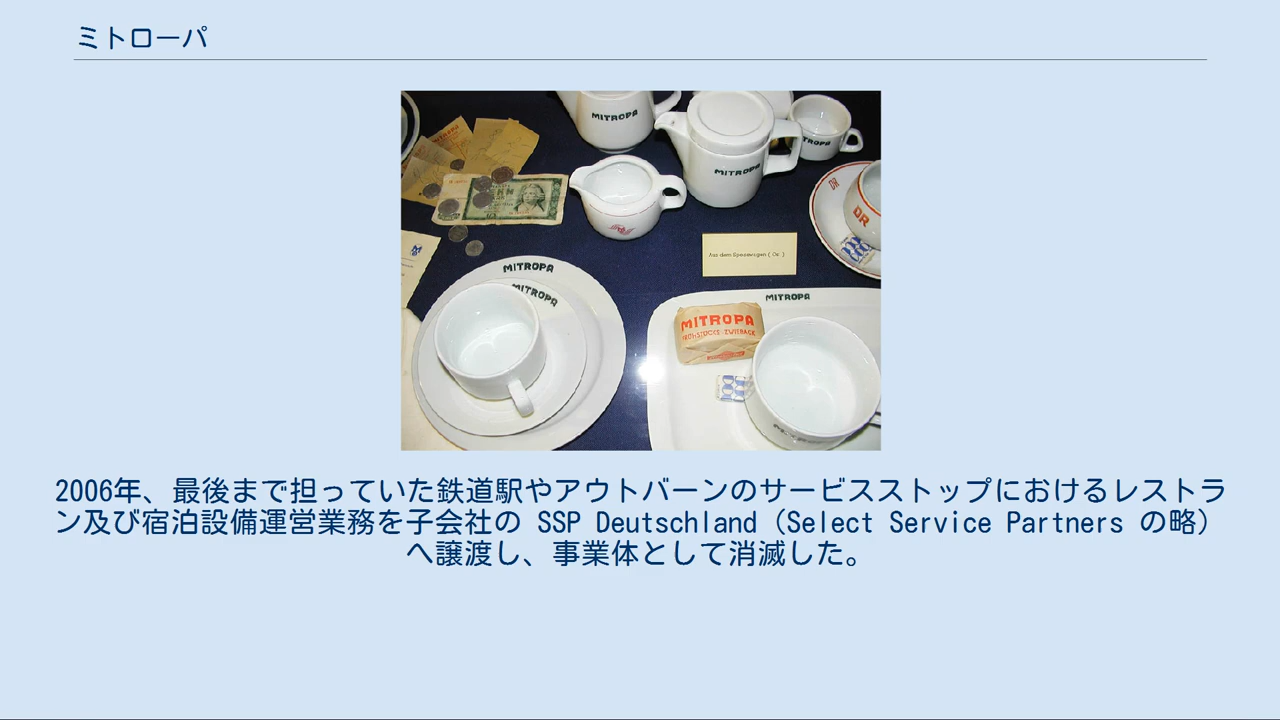 ミトローパ
MITROPA
MITROPA
MITROPA
MITROPA
DR
MITROPA
MITROPA
MITROPA
MITROPA
ZWIEBACK
2006年、最後まで担っていた鉄道駅やアウトバーンのサービスストップにおけるレストラ
ン及び宿泊設備運営業務を子会社の SSP Deutschland（Select Service Partners の略）
へ譲渡し、事業体として消滅した。